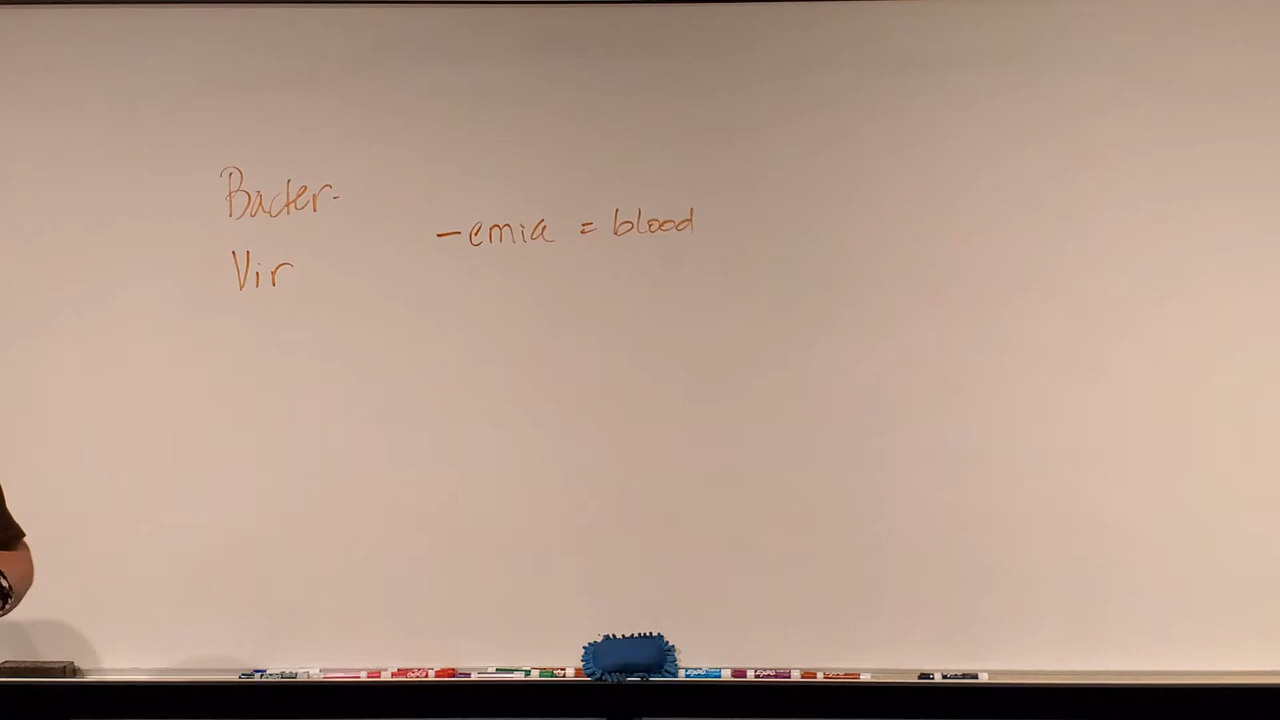 Bacter-
-emia = blood
Vir